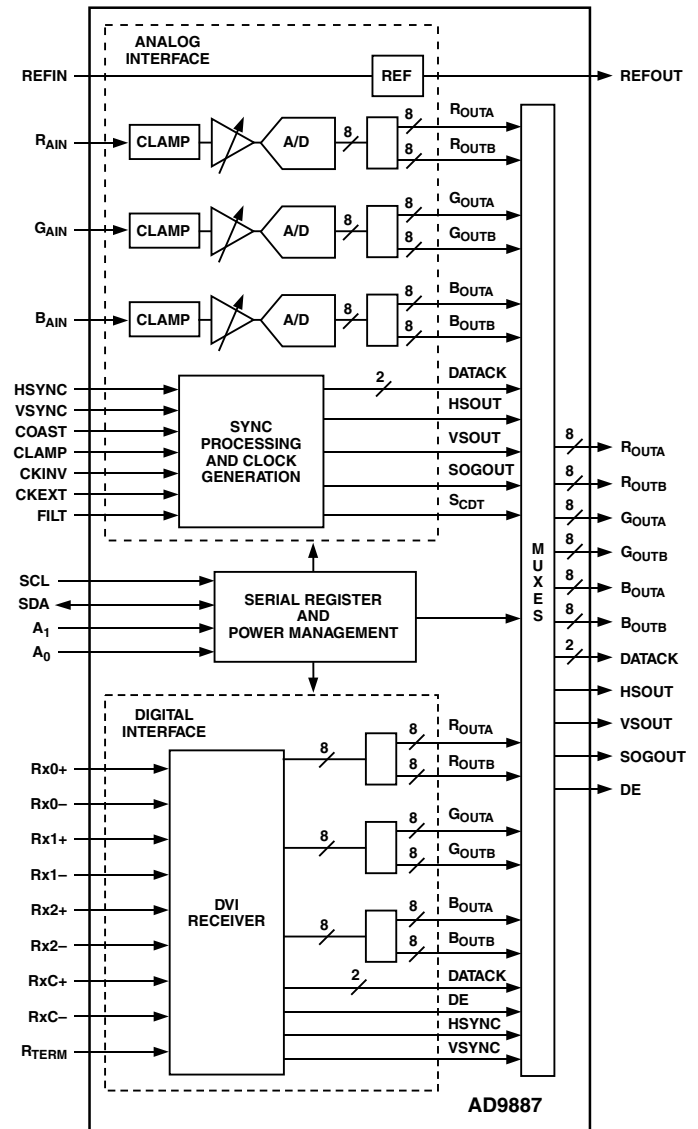 ANALOG
INTERFACE
REFIN
REF
REFOUT
RAIN
CLAMP
A/D
8
8
ROUTA
8
ROUTB
GAIN
CLAMP
A/D
8
8
GOUTA
8
GOUTB
BAIN
CLAMP
A/D
8
8
BOUTA
8
BOUTB
HSYNC
VSYNC
COAST
CLAMP
CKINV
CKEXT
FILT
SYNC
PROCESSING
AND CLOCK
GENERATION
2
DATACK
HSOUT
VSOUT
SOGOUT
SCDT
SCL
SDA
A1
A0
SERIAL REGISTER
AND
POWER MANAGEMENT
MUXES
8
ROUTA
8
ROUTB
8
GOUTA
8
GOUTB
8
BOUTA
8
BOUTB
2
DATACK
HSOUT
VSOUT
SOGOUT
DE
DIGITAL
INTERFACE
Rx0+
Rx0–
Rx1+
Rx1–
Rx2+
Rx2–
RxC+
RxC–
RTERM
DVI
RECEIVER
8
8
ROUTA
8
ROUTB
8
8
GOUTA
8
GOUTB
8
8
BOUTA
8
BOUTB
2
DATACK
DE
HSYNC
VSYNC
AD9887